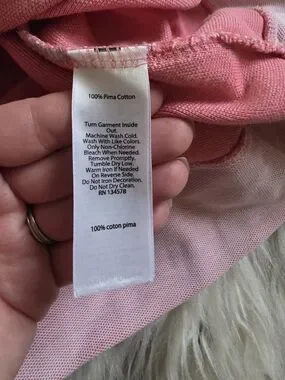 100% Pima Cotton
Turn Garment Inside
Out.
Machine Wash Cold.
Wash With Like Colors.
Only Non-Chlorine
Bleach When Needed.
Remove Promptly.
Tumble Dry Low.
Warm Iron If Needed
On Reverse Side.
Do Not Iron Decoration.
Do Not Dry Clean.
RN 134578
100% coton pima